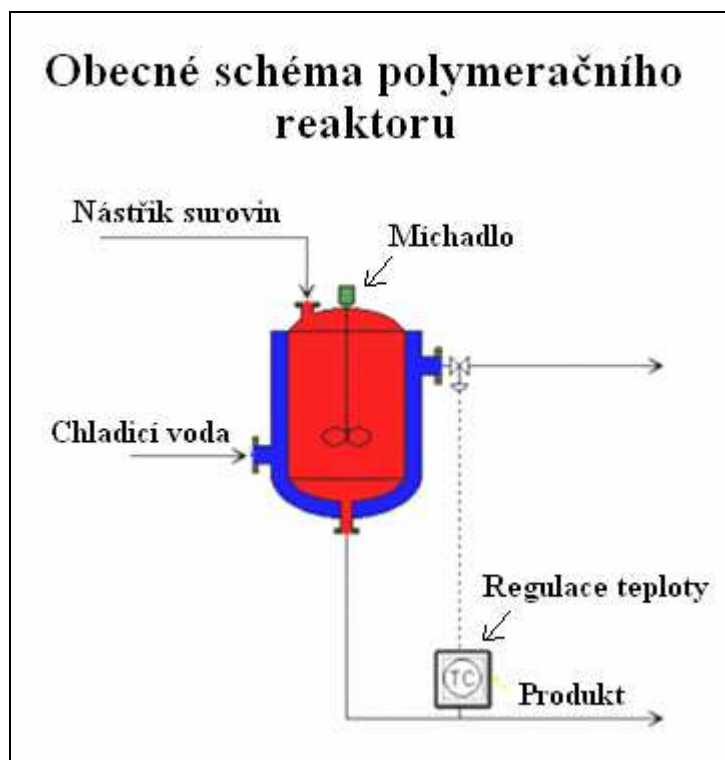 Obecné schéma polymeračního
reaktoru
Nástřik surovin
Míchadlo
Chladicí voda
Regulace teploty
TC
Produkt